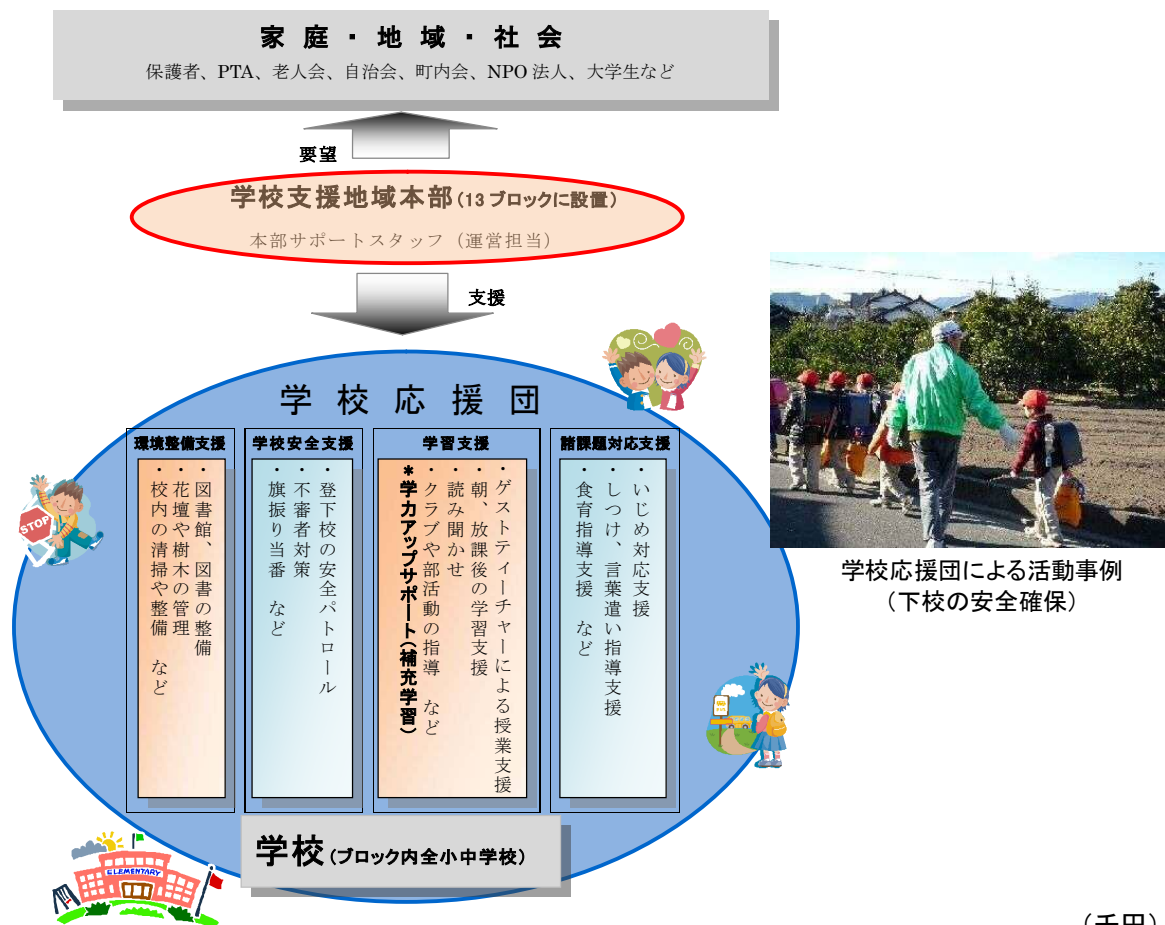 家庭・地域・社会
保護者、PTA、老人会、自治会、町内会、NPO 法人、大学生など
要望
学校支援地域本部(13 ブロックに設置)
本部サポートスタッフ（運営担当）
支援
学校応援団
環境整備支援
・図書館、図書の整備
・花壇や樹木の管理
・校内の清掃や整備 など
学校安全支援
・登下校の安全パトロール
・不審者対策
・旗振り当番 など
学習支援
・ゲストティーチャーによる授業支援
・朝、放課後の学習支援
・読み聞かせ
・クラブや部活動の指導 など
*学力アップサポート(補充学習)
諸課題対応支援
・いじめ対応支援
・しつけ、言葉遣い指導支援
・食育指導支援 など
STOP
ELEMENTARY
学校(ブロック内全小中学校)
学校応援団による活動事例
（下校の安全確保）